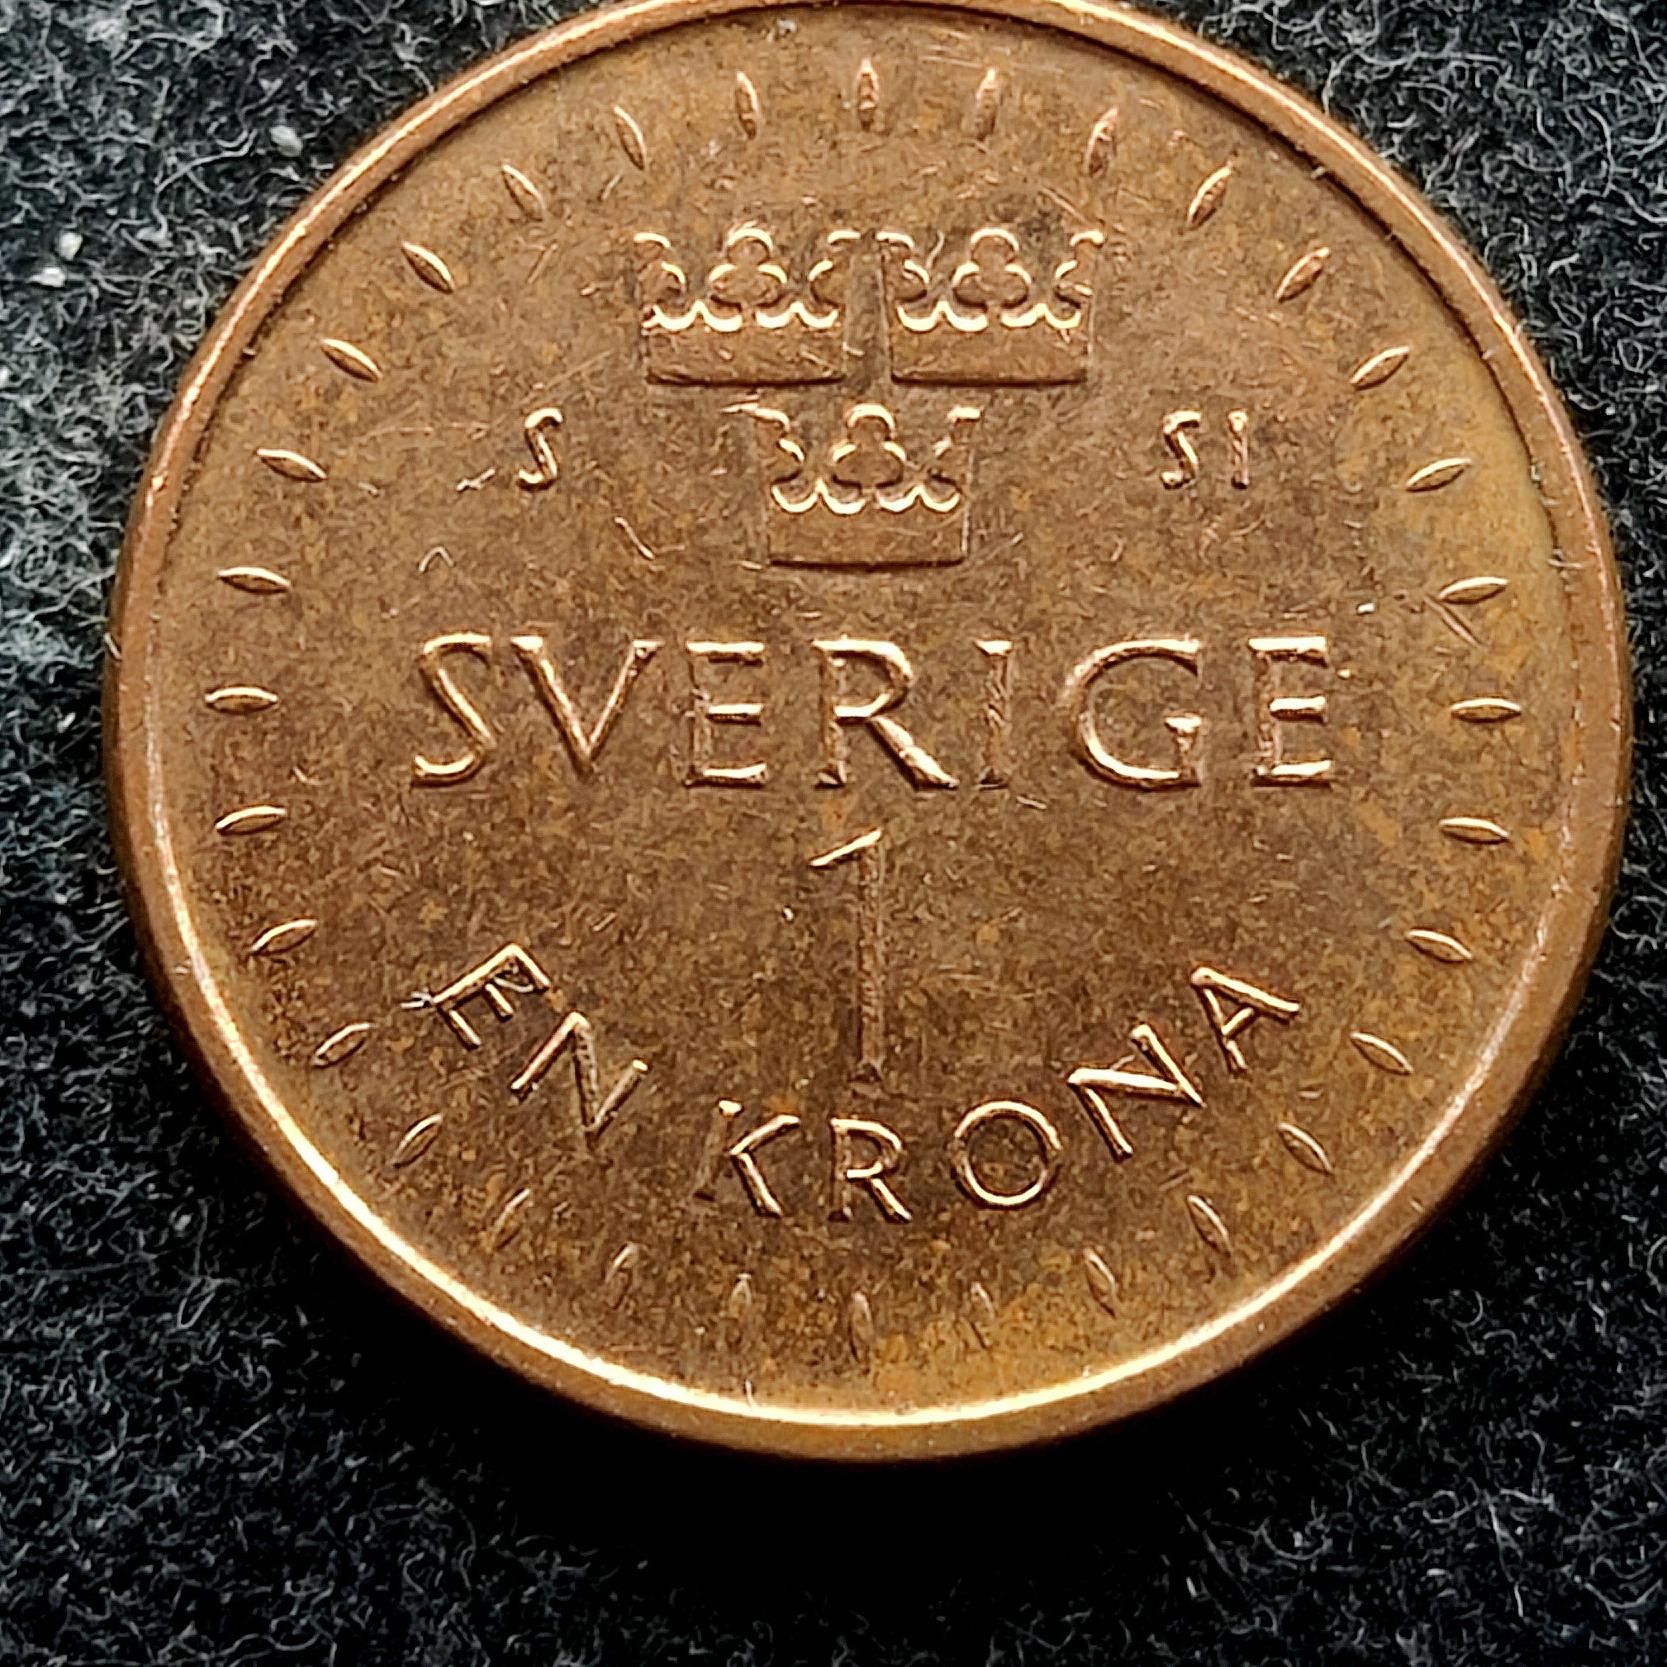 S SI
SVERIGE
1
EN KRONA